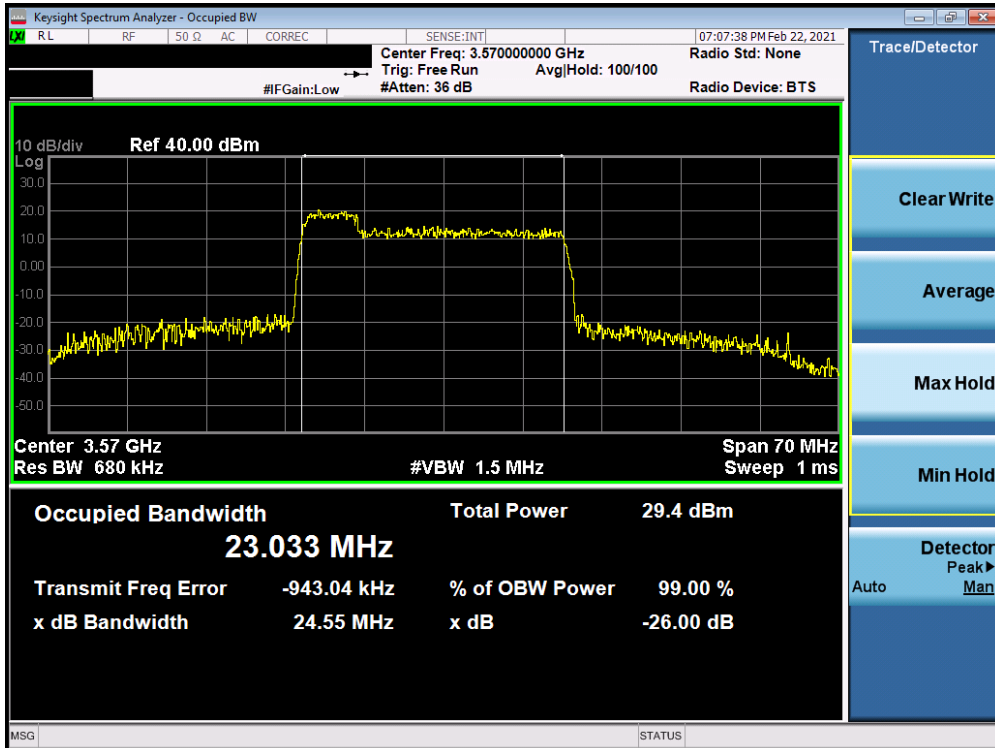 Keysight Spectrum Analyzer - Occupied BW
LXI RL RF 50 Ω AC CORREC SENSE:INT 07:07:38 PM Feb 22, 2021
Center Freq: 3.570000000 GHz Radio Std: None
Trig: Free Run Avg|Hold: 100/100
#IFGain:Low #Atten: 36 dB Radio Device: BTS
10 dB/div Ref 40.00 dBm
Log
30.0
20.0
10.0
0.00
-10.0
-20.0
-30.0
-40.0
-50.0
Center 3.57 GHz Span 70 MHz
Res BW 680 kHz #VBW 1.5 MHz Sweep 1 ms
Occupied Bandwidth Total Power 29.4 dBm
23.033 MHz
Transmit Freq Error -943.04 kHz % of OBW Power 99.00 %
x dB Bandwidth 24.55 MHz x dB -26.00 dB
MSG STATUS
Trace/Detector
Clear Write
Average
Max Hold
Min Hold
Detector
Peak▶
Auto Man